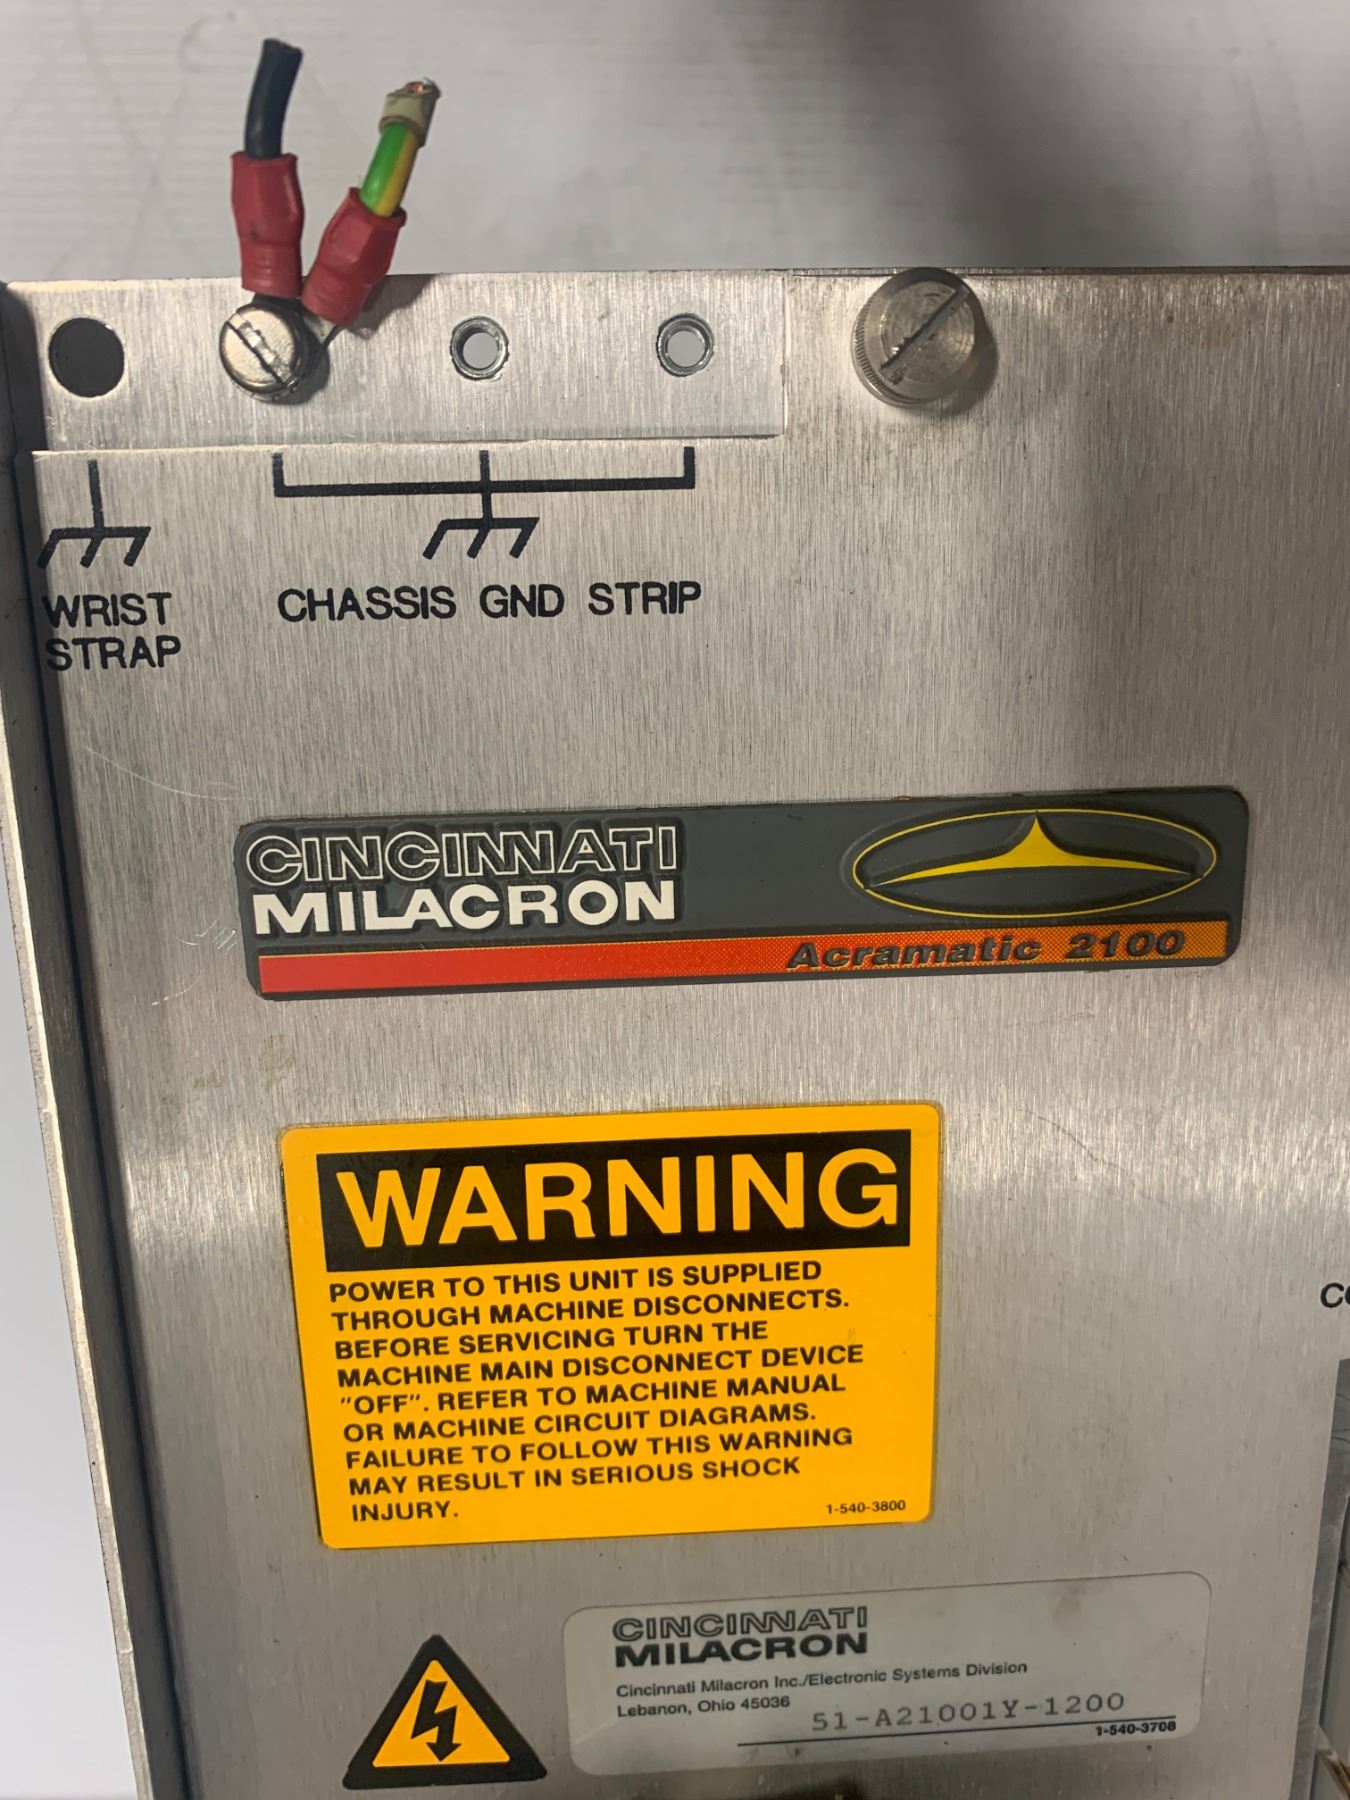 WRIST
STRAP
CHASSIS GND STRIP
CINCINNATI
MILACRON
Acramatic 2100
WARNING
POWER TO THIS UNIT IS SUPPLIED
THROUGH MACHINE DISCONNECTS.
BEFORE SERVICING TURN THE
MACHINE MAIN DISCONNECT DEVICE
"OFF". REFER TO MACHINE MANUAL
OR MACHINE CIRCUIT DIAGRAMS.
FAILURE TO FOLLOW THIS WARNING
MAY RESULT IN SERIOUS SHOCK
INJURY.
1-540-3800
CINCINNATI
MILACRON
Cincinnati Milacron Inc./Electronic Systems Division
Lebanon, Ohio 45036
51-A21001Y-1200
1-540-3708